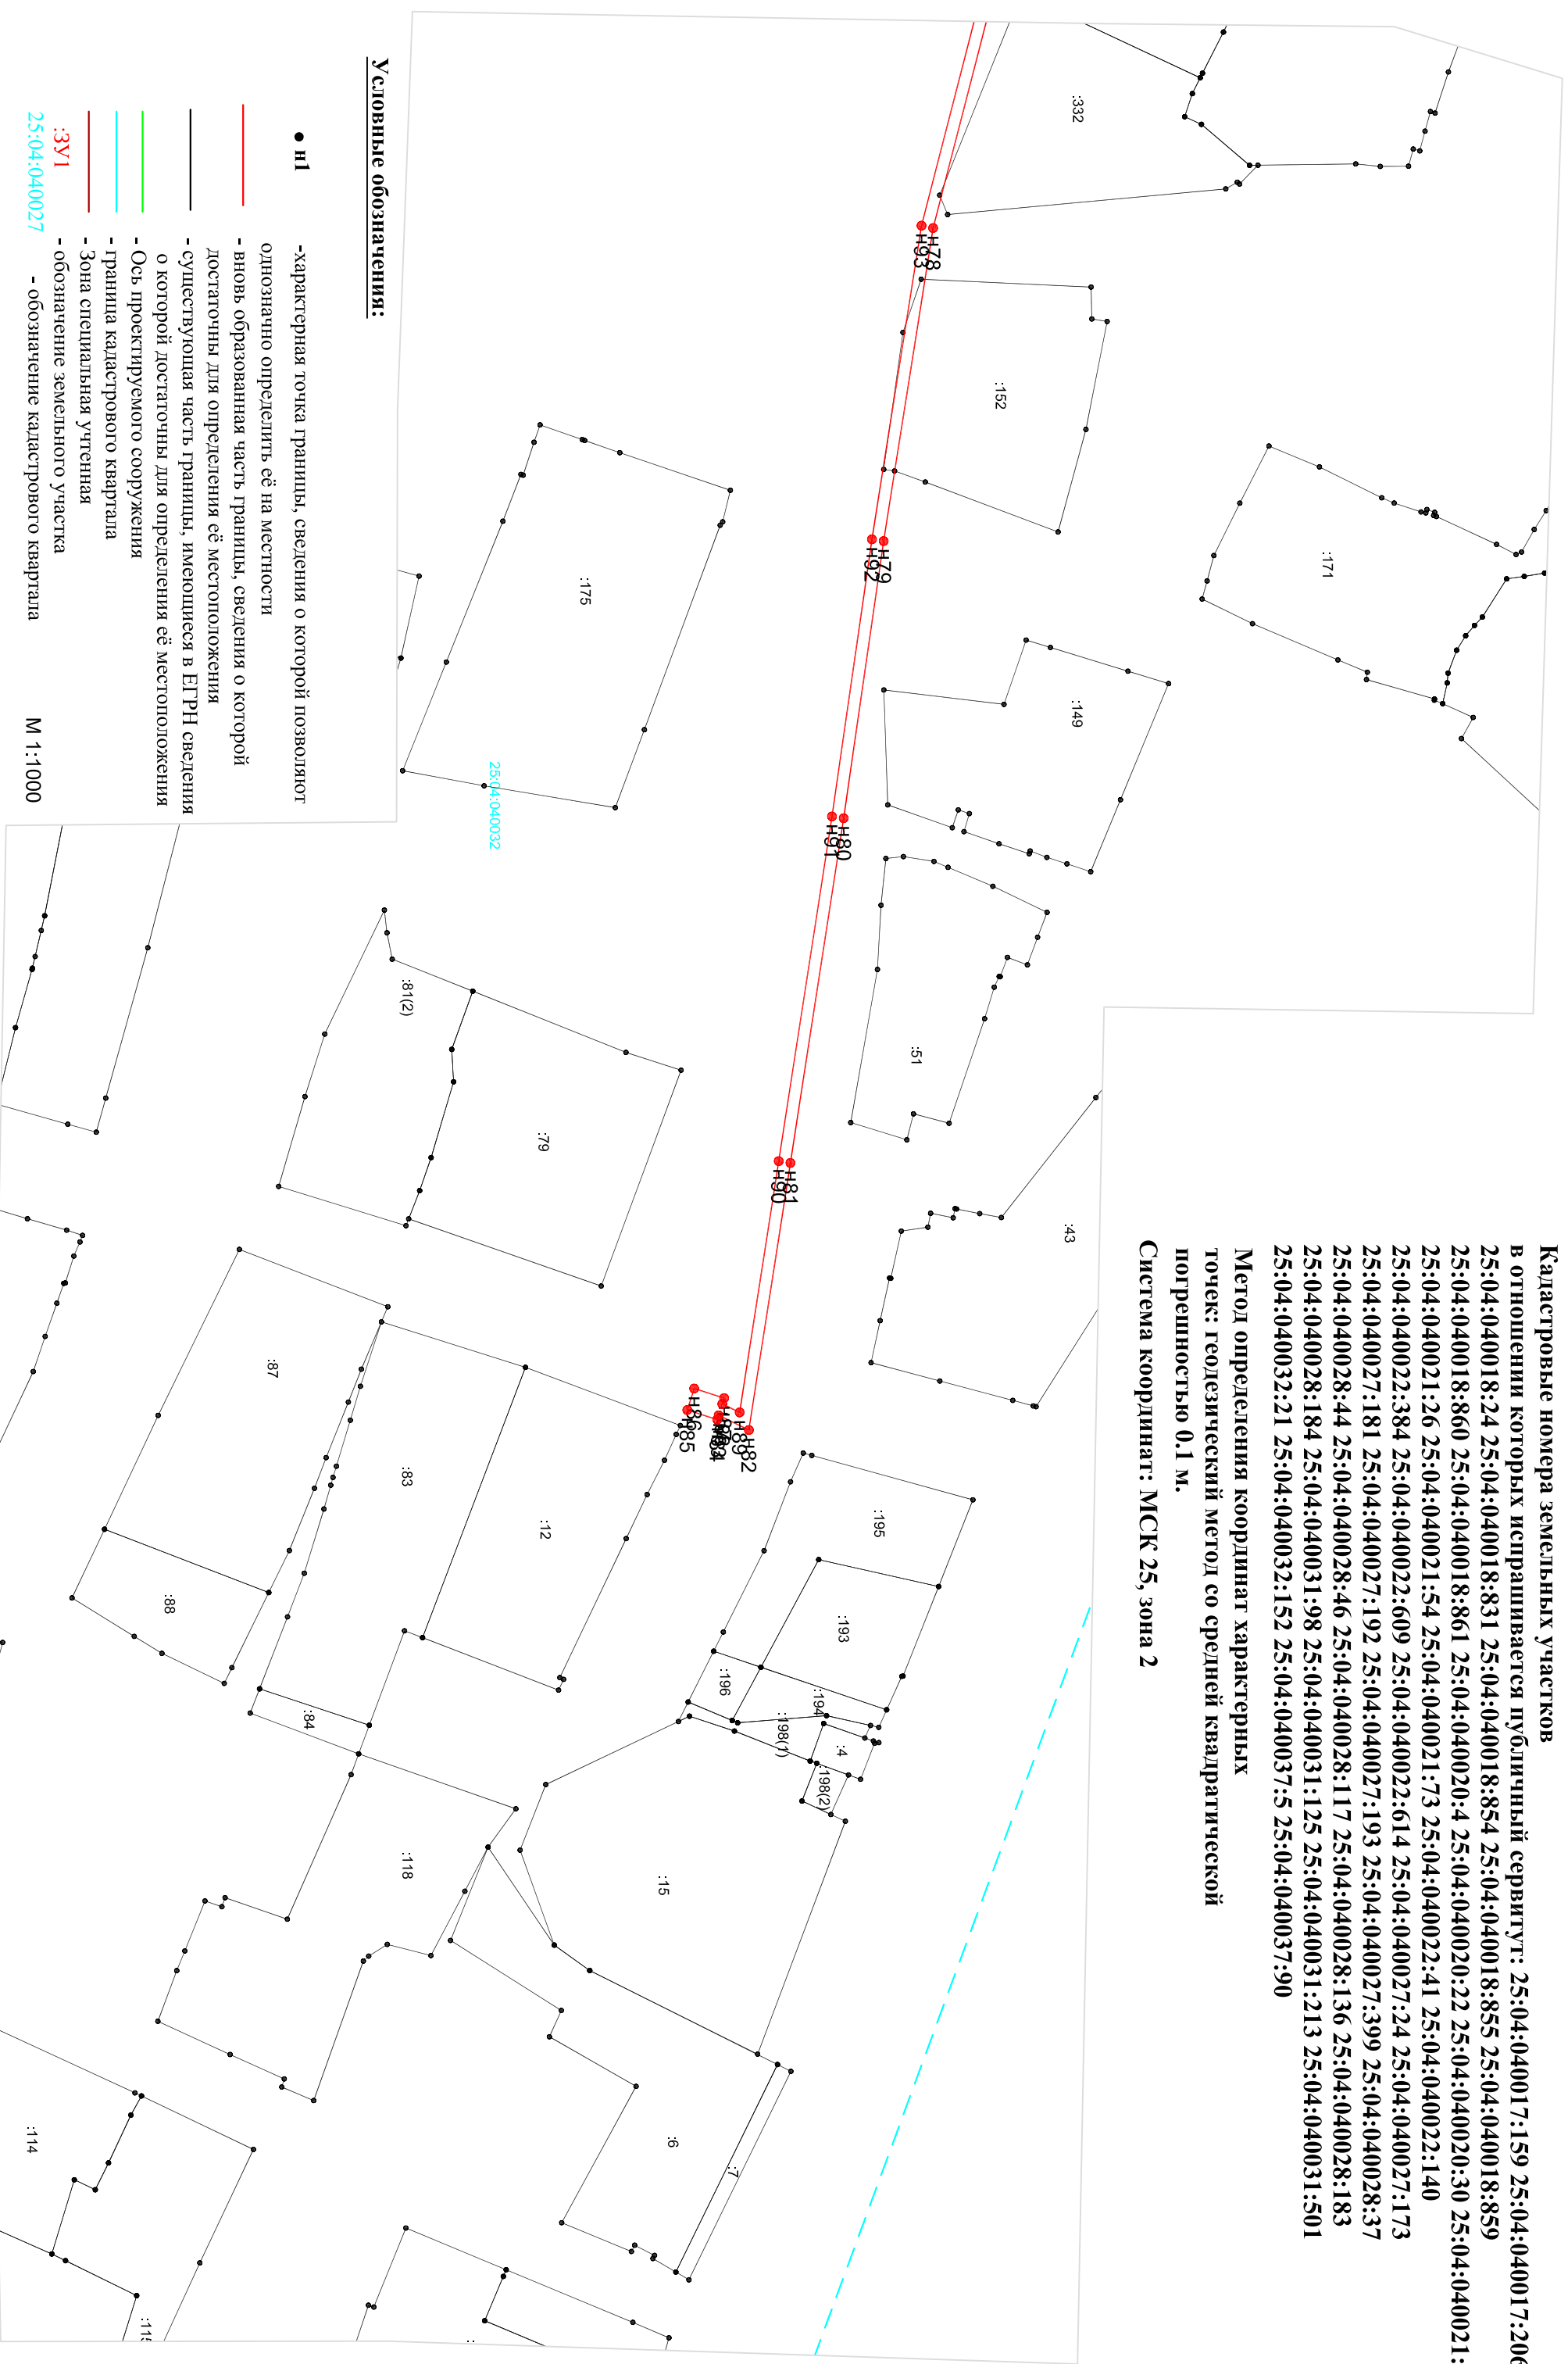 Кадастровые номера земельных участков
в отношении которых испрашивается публичный сервитут: 25:04:040017:159 25:04:040017:206
25:04:040018:24 25:04:040018:831 25:04:040018:854 25:04:040018:855 25:04:040018:859
25:04:040018:860 25:04:040018:861 25:04:040020:4 25:04:040020:22 25:04:040020:30 25:04:040021:
25:04:040021:26 25:04:040021:54 25:04:040021:73 25:04:040022:41 25:04:040022:140
25:04:040022:384 25:04:040022:609 25:04:040022:614 25:04:040027:24 25:04:040027:173
25:04:040027:181 25:04:040027:192 25:04:040027:193 25:04:040027:399 25:04:040028:37
25:04:040028:44 25:04:040028:46 25:04:040028:117 25:04:040028:136 25:04:040028:183
25:04:040028:184 25:04:040031:98 25:04:040031:125 25:04:040031:213 25:04:040031:501
25:04:040032:21 25:04:040032:152 25:04:040037:5 25:04:040037:90
Метод определения координат характерных
точек: геодезический метод со средней квадратической
погрешностью 0.1 м.
Система координат: МСК 25, зона 2
:332
:171
:152
:149
:175
:51
:43
:81(2)
:79
:87
:83
:88
:12
:84
:195
:193
:196
:194
:198(1)
:4
:198(2)
:118
:15
:6
:7
:114
:115
н78
н93
н79
н92
н80
н91
н81
н90
н82
н89
н86
н85
25:04:040032
Условные обозначения:
н1 -характерная точка границы, сведения о которой позволяют
однозначно определить её на местности
- вновь образованная часть границы, сведения о которой
достаточны для определения её местоположения
- существующая часть границы, имеющиеся в ЕГРН сведения
о которой достаточны для определения её местоположения
- Ось проектируемого сооружения
- граница кадастрового квартала
- Зона специальная учтенная
:ЗУ1 - обозначение земельного участка
25:04:040027 - обозначение кадастрового квартала
М 1:1000